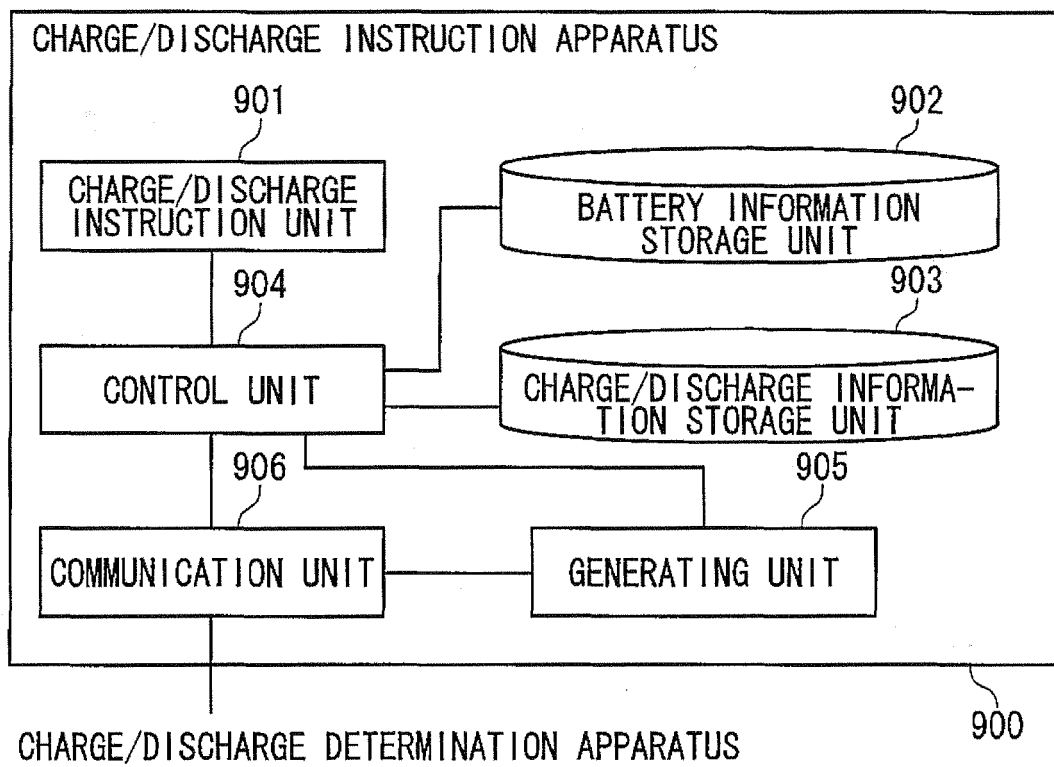 CHARGE/DISCHARGE INSTRUCTION APPARATUS
901
902
CHARGE/DISCHARGE
INSTRUCTION UNIT
BATTERY INFORMATION
STORAGE UNIT
904
903
CONTROL UNIT
CHARGE/DISCHARGE INFORMA-
TION STORAGE UNIT
906
905
COMMUNICATION UNIT
GENERATING UNIT
900
CHARGE/DISCHARGE DETERMINATION APPARATUS